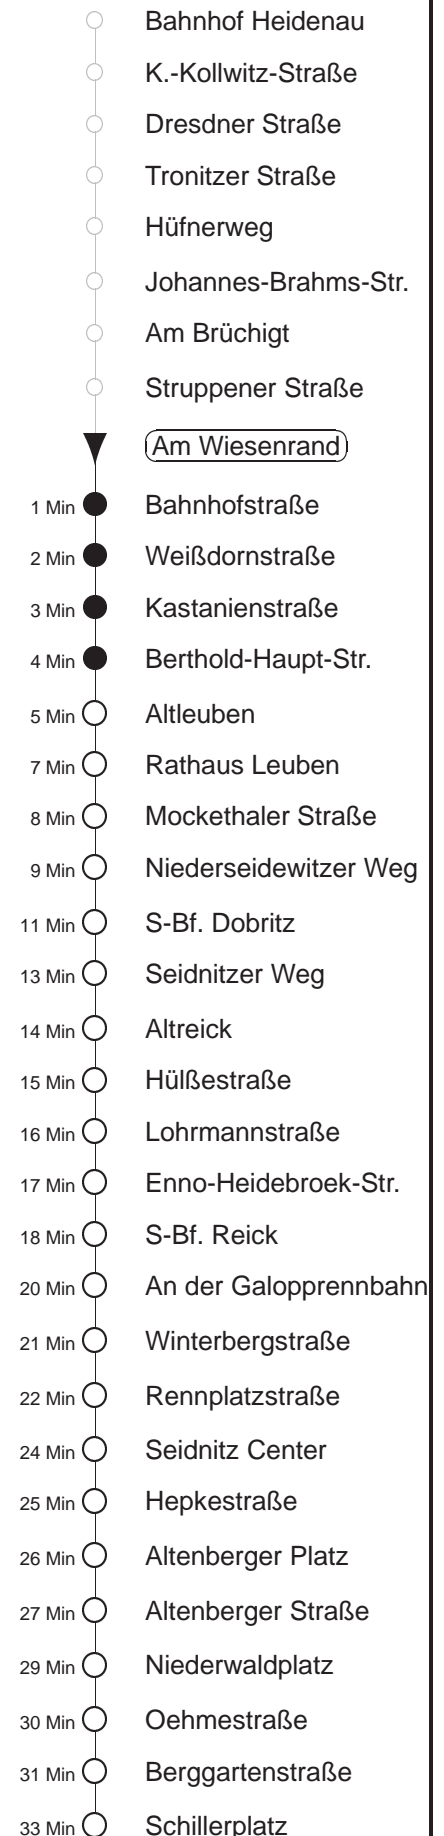 Bahnhof Heidenau
K.-Kollwitz-Straße
Dresdner Straße
Tronitzer Straße
Hüfnerweg
Johannes-Brahms-Str.
Am Brüchigt
Struppener Straße
Am Wiesenrand
1 Min Bahnhofstraße
2 Min Weißdornstraße
3 Min Kastanienstraße
4 Min Berthold-Haupt-Str.
5 Min Altleuben
7 Min Rathaus Leuben
8 Min Mockethaler Straße
9 Min Niederseidewitzer Weg
11 Min S-Bf. Dobritz
13 Min Seidnitzer Weg
14 Min Altreick
15 Min Hülßestraße
16 Min Lohrmannstraße
17 Min Enno-Heidebroek-Str.
18 Min S-Bf. Reick
20 Min An der Galopprennbahn
21 Min Winterbergstraße
22 Min Rennplatzstraße
24 Min Seidnitz Center
25 Min Hepkestraße
26 Min Altenberger Platz
27 Min Altenberger Straße
29 Min Niederwaldplatz
30 Min Oehmestraße
31 Min Berggartenstraße
33 Min Schillerplatz